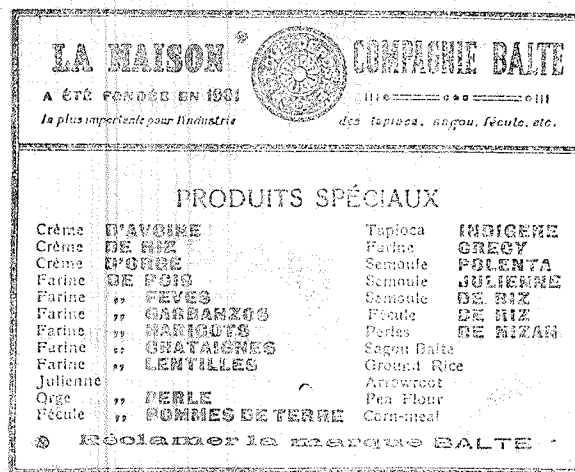 LA MAISON COMPAGNIE BALTE
A ÉTÉ FONDÉE EN 1901
la plus importante pour l'industrie des tapioca, sagou, fécule, etc.
PRODUITS SPÉCIAUX
Crème D'AVOINE
Crème DE RIZ
Crème D'ORGE
Farine DE POIS
Farine ,, FEVES
Farine ,, GARBANZOS
Farine ,, HARICOTS
Farine ,, CHATAIGNES
Farine ,, LENTILLES
Julienne
Orge ,, PERLE
Fécule ,, POMMES DE TERRE
Tapioca INDIGENE
Farine GRECY
Semoule POLENTA
Semoule JULIENNE
Semoule DE RIZ
Fécule DE RIZ
Perles DE NIZAM
Sagou Balte
Ground Rice
Arrowroot
Pea Flour
Corn-meal
Réclamer la marque BALTE